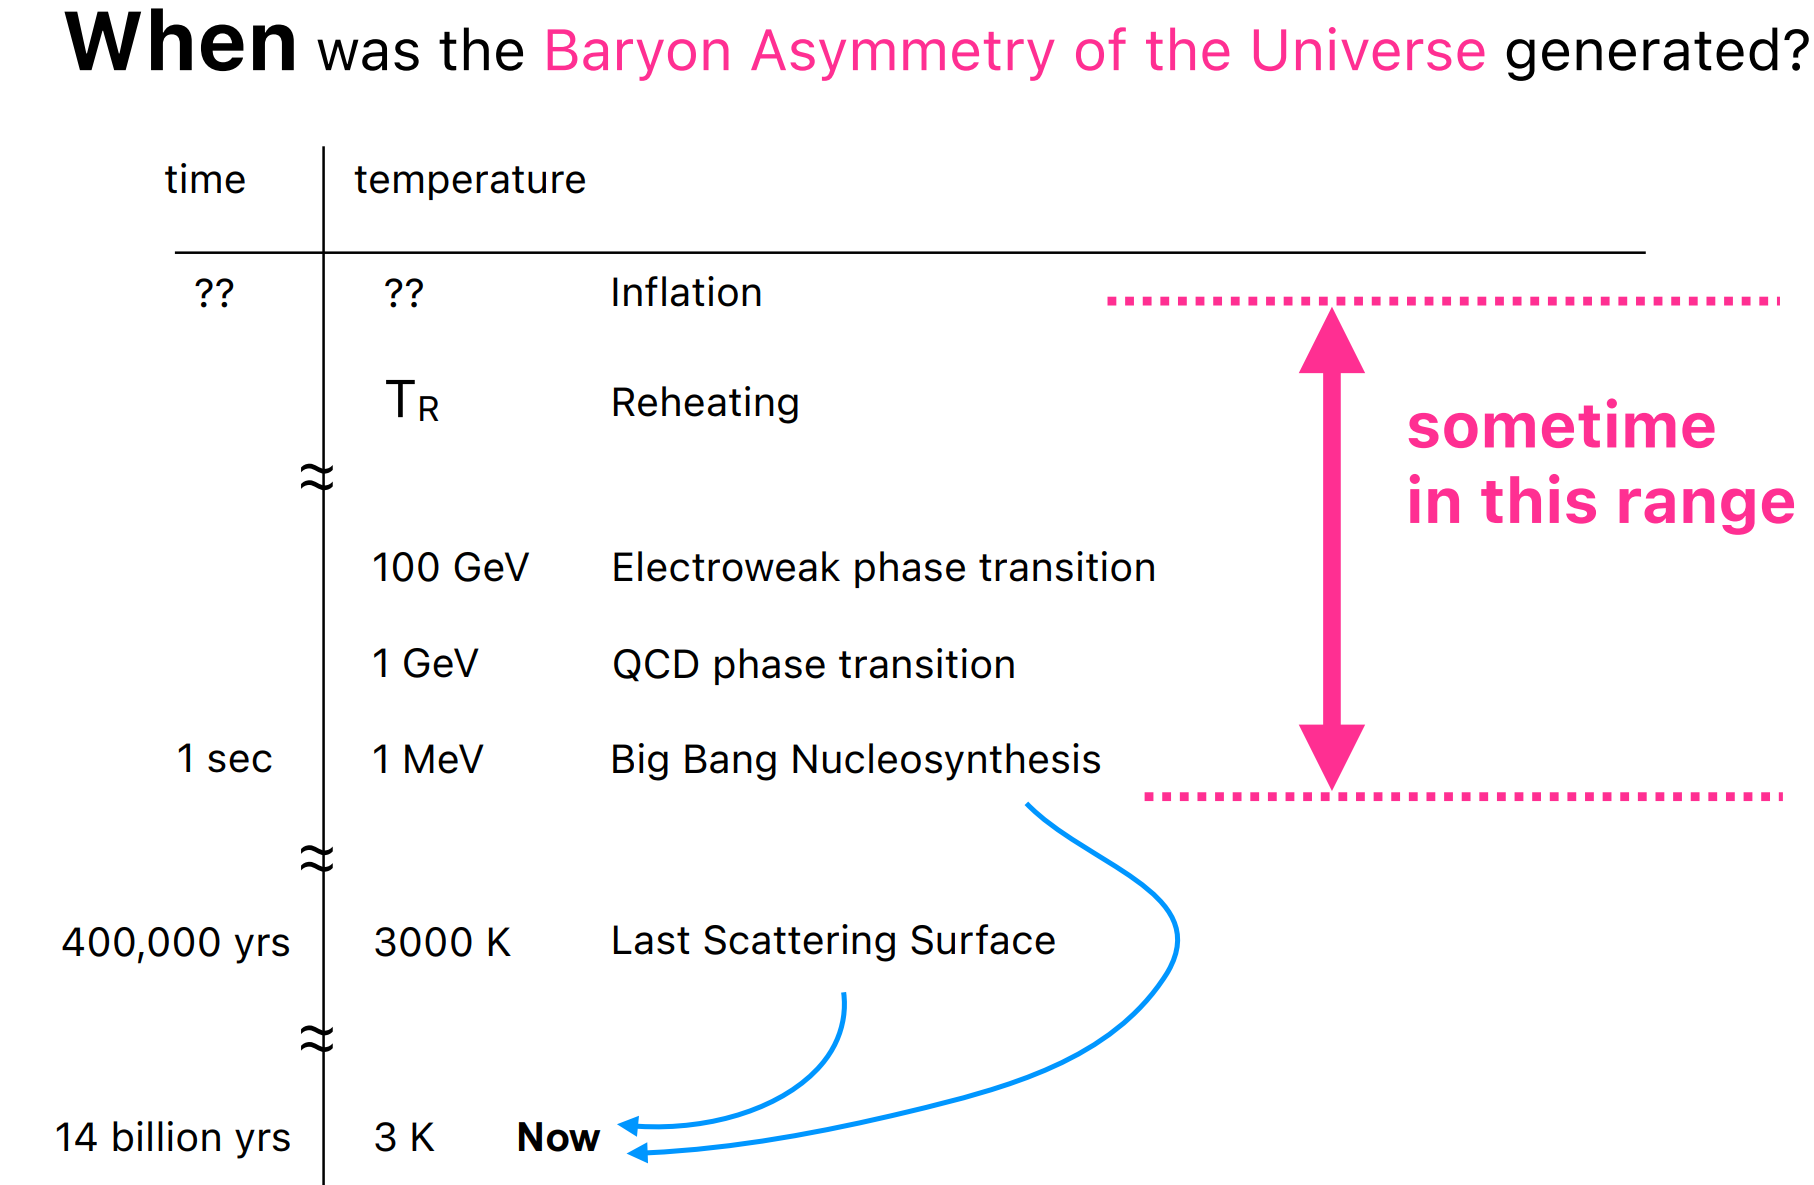 When was the Baryon Asymmetry of the Universe generated?
time temperature
?? ?? Inflation
TR Reheating
sometime
in this range
≈
100 GeV Electroweak phase transition
1 GeV QCD phase transition
1 sec 1 MeV Big Bang Nucleosynthesis
≈
400,000 yrs 3000 K Last Scattering Surface
≈
14 billion yrs 3 K Now